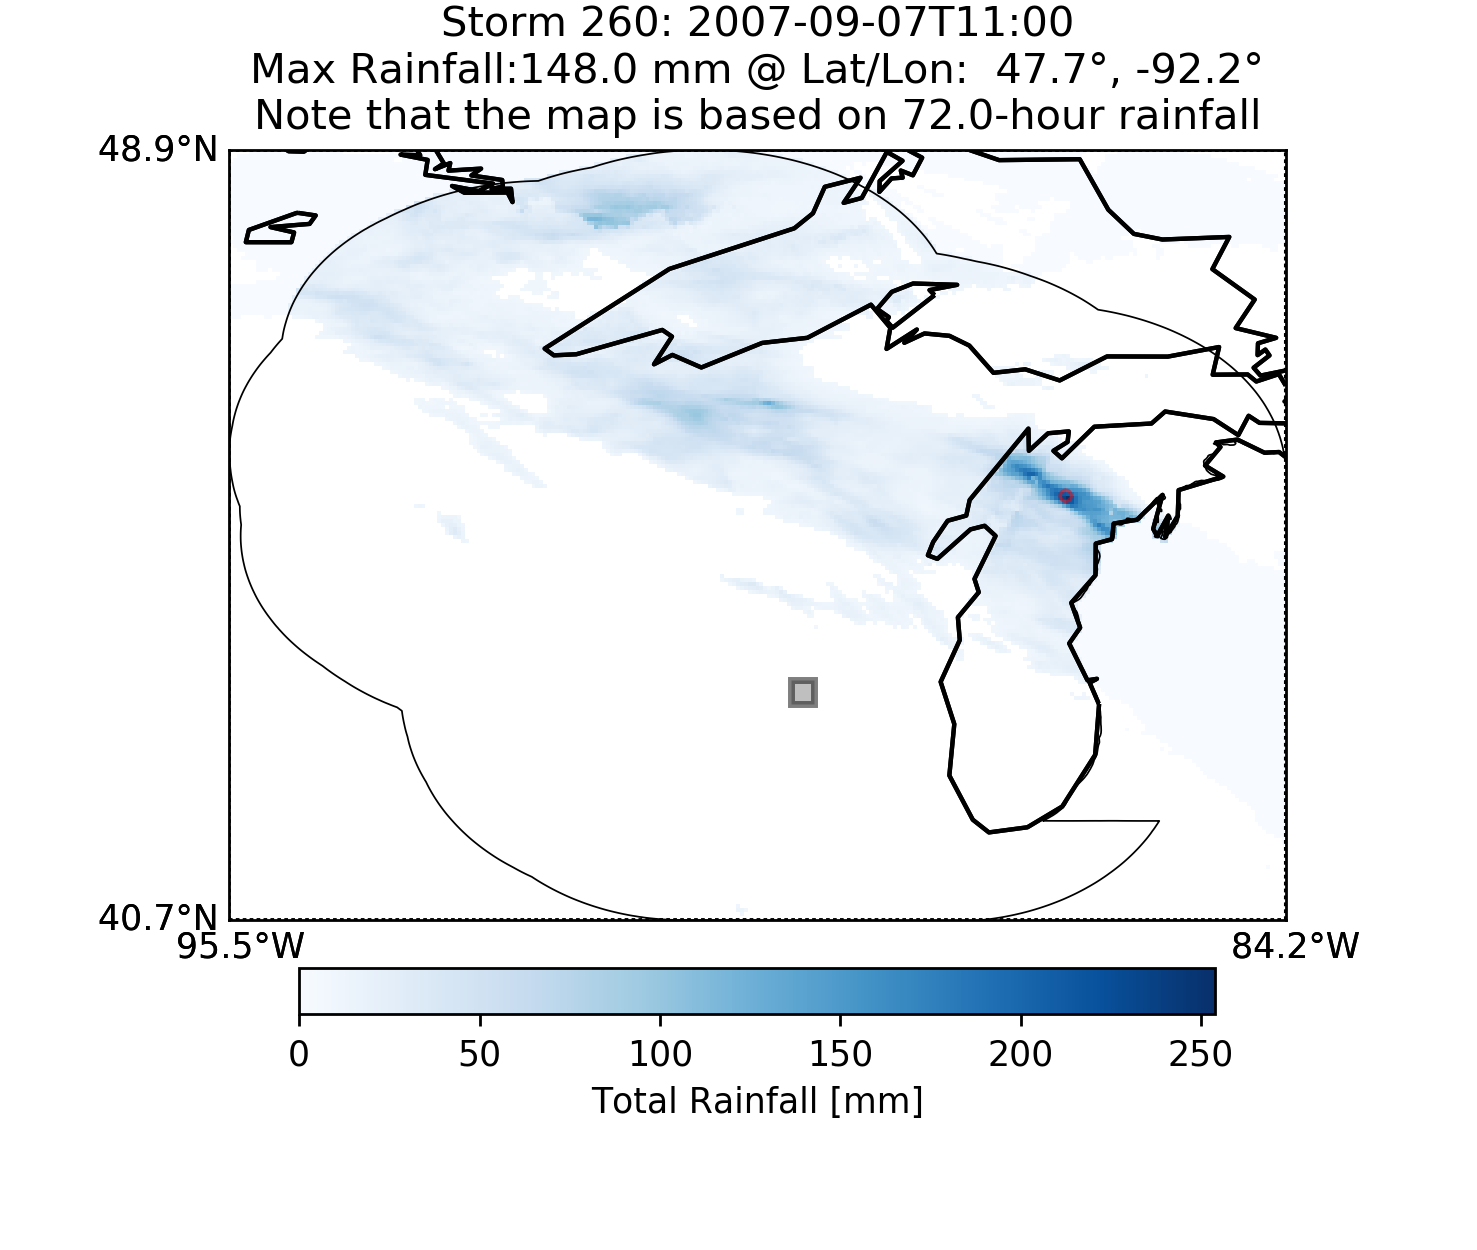 Storm 260: 2007-09-07T11:00
Max Rainfall:148.0 mm @ Lat/Lon:  47.7°, -92.2°
Note that the map is based on 72.0-hour rainfall
48.9°N
40.7°N
95.5°W 84.2°W
0 50 100 150 200 250
Total Rainfall [mm]